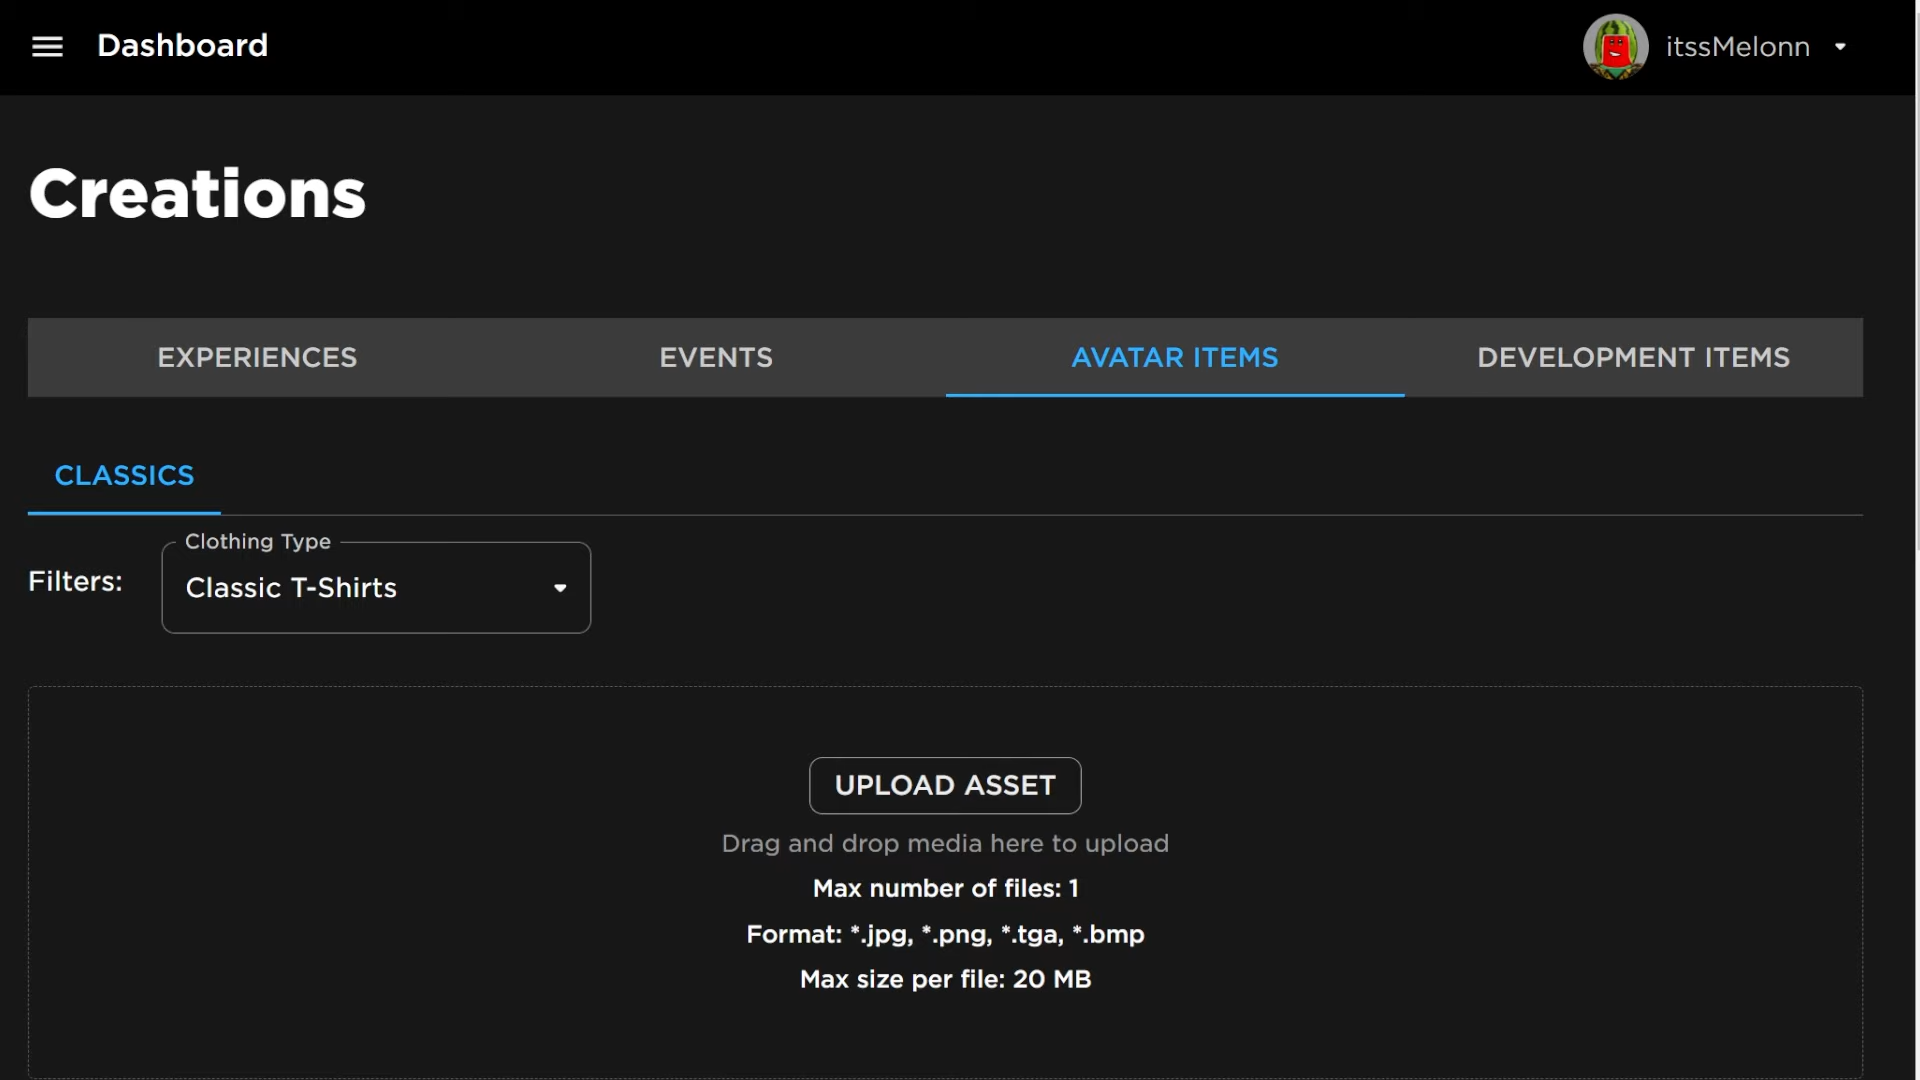 Dashboard
itssMelonn
Creations
EXPERIENCES
EVENTS
AVATAR ITEMS
DEVELOPMENT ITEMS
CLASSICS
Filters:
Clothing Type
Classic T-Shirts
UPLOAD ASSET
Drag and drop media here to upload
Max number of files: 1
Format: *.jpg, *.png, *.tga, *.bmp
Max size per file: 20 MB